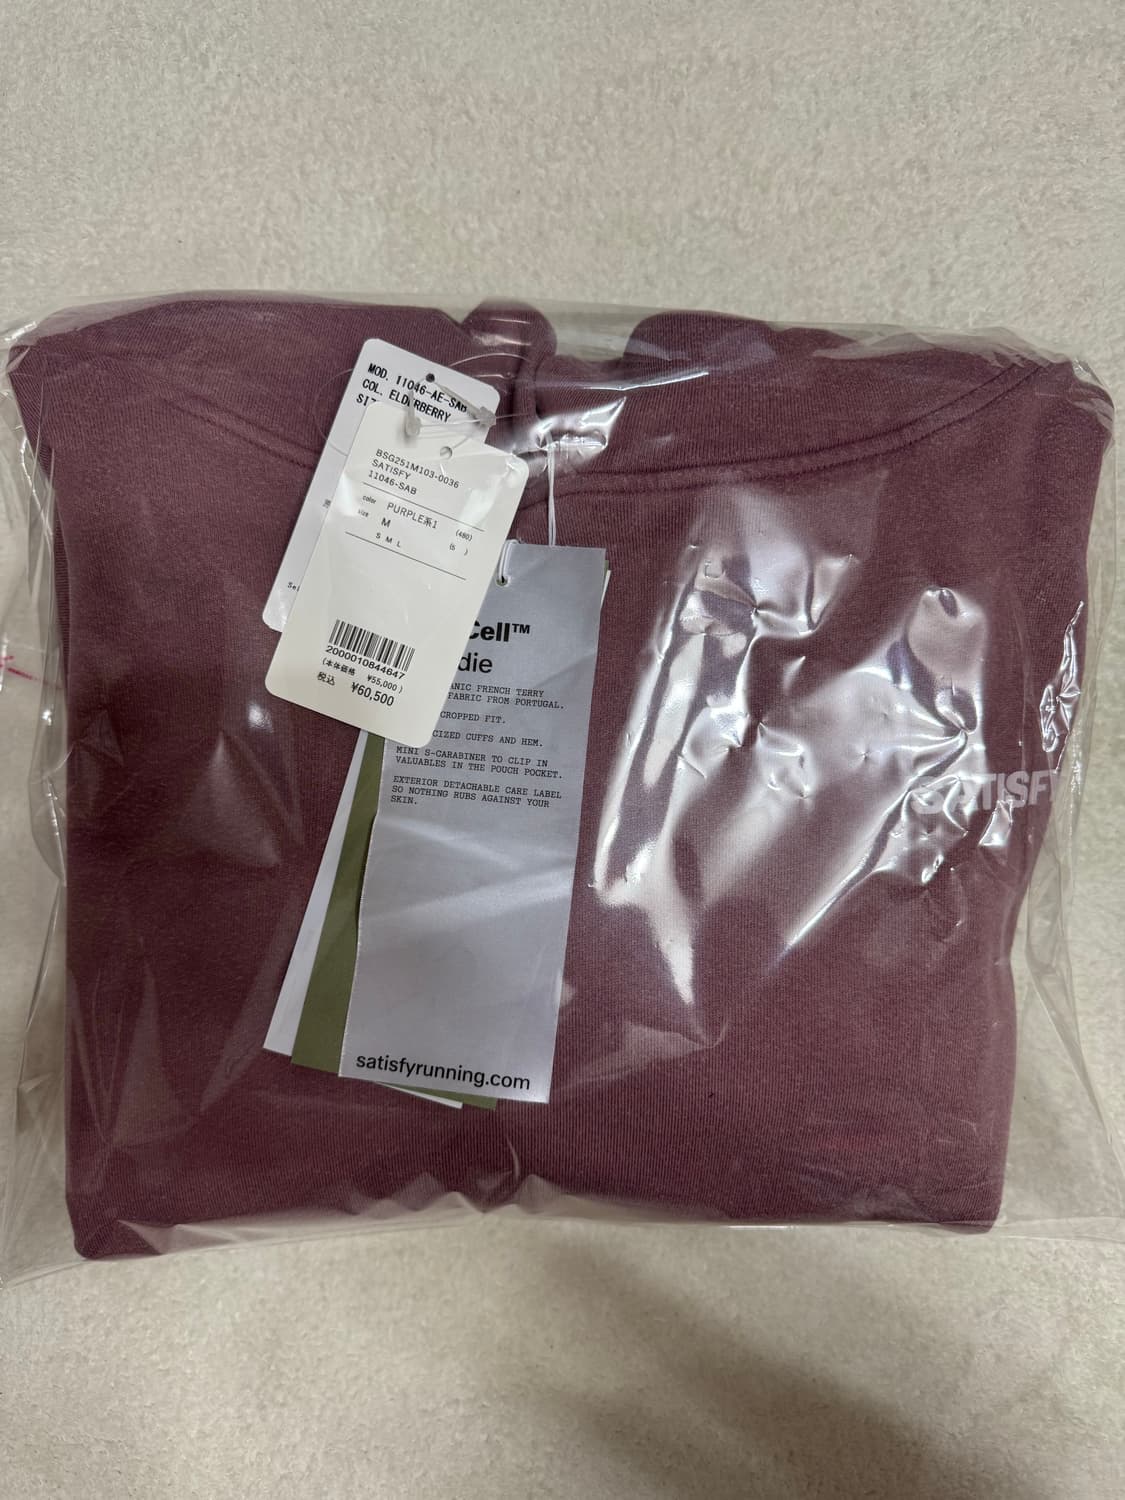 MOD. 11046-AE-SAB
COL. ELDERBERRY
BSG251M103-0036
SATISFY
11046-SAB
color PURPLE系1 (480)
size M (5 )
S M L
2000010844647
(本体価格 ¥55,000 )
税込 ¥60,500
Cell™
die
ANIC FRENCH TERRY
FABRIC FROM PORTUGAL.
CROPPED FIT.
CIZED CUFFS AND HEM.
MINI S-CARABINER TO CLIP IN
VALUABLES IN THE POUCH POCKET.
EXTERIOR DETACHABLE CARE LABEL
SO NOTHING RUBS AGAINST YOUR
SKIN.
satisfyrunning.com
SATISFY